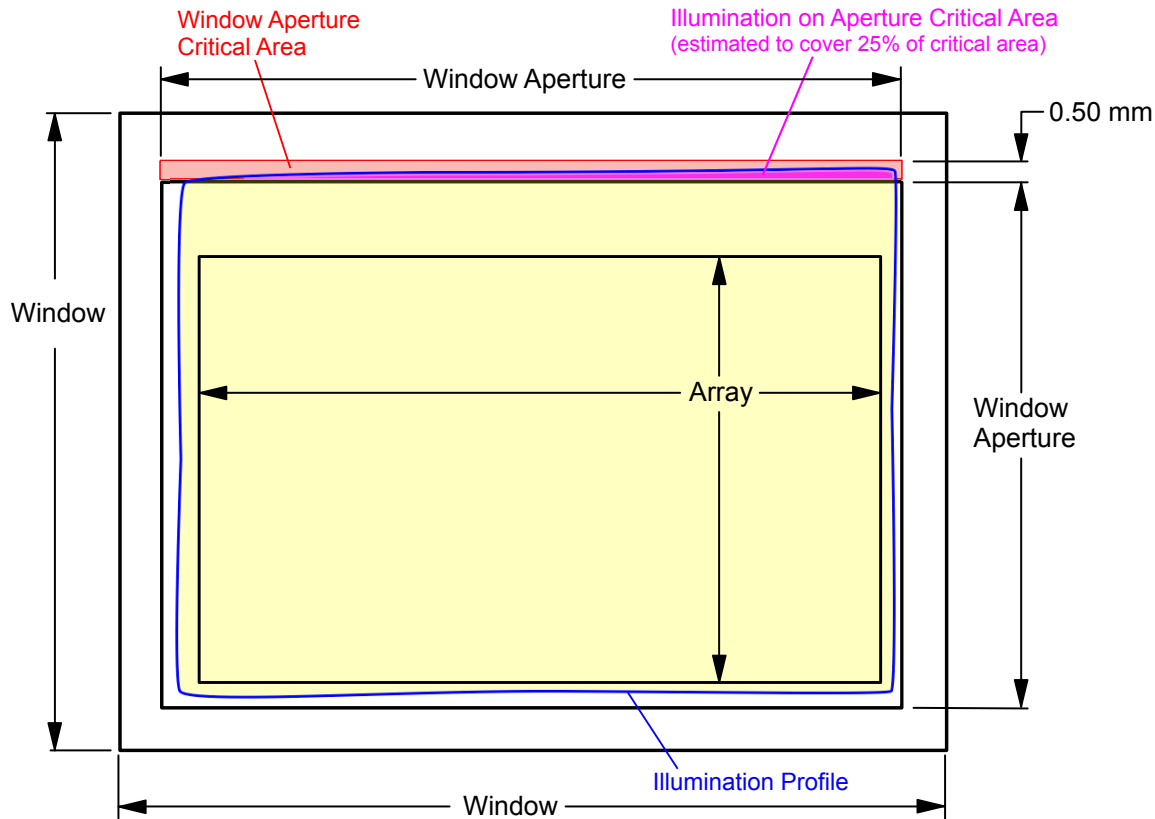 Window Aperture
Critical Area
Illumination on Aperture Critical Area
(estimated to cover 25% of critical area)
Window Aperture
0.50 mm
Window
Array
Window
Aperture
Illumination Profile
Window